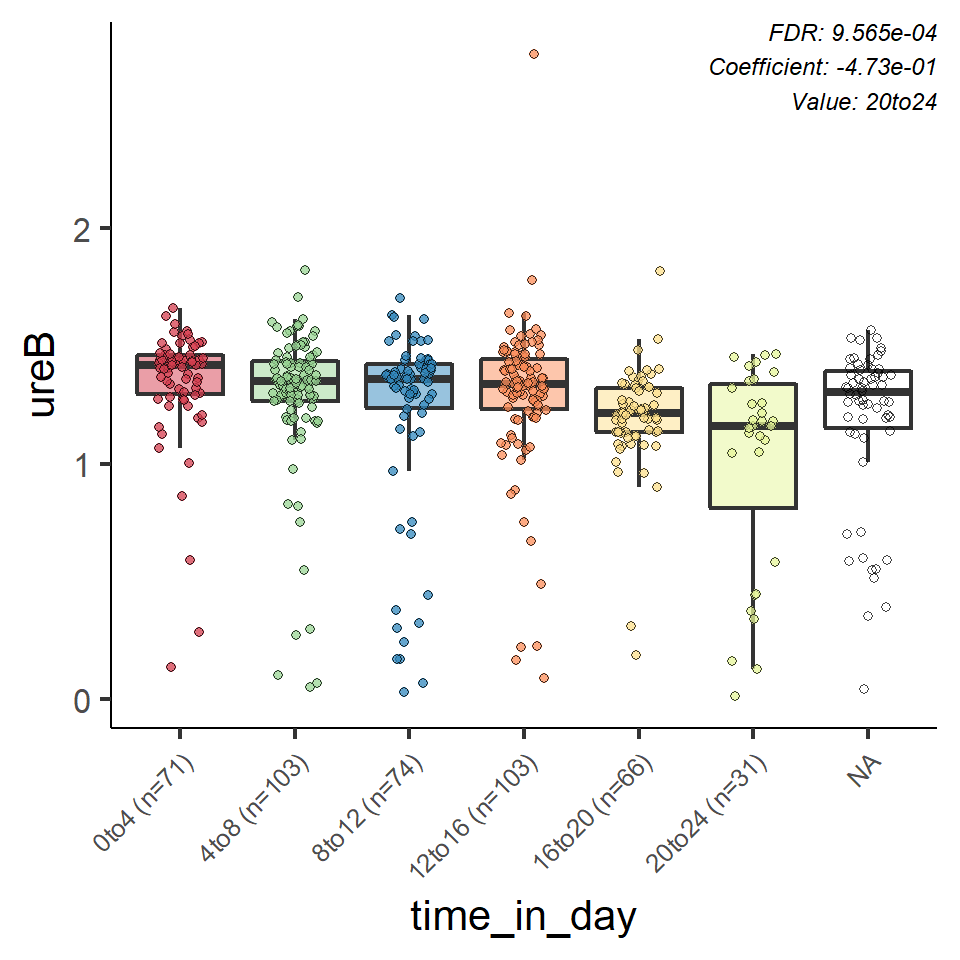 FDR: 9.565e-04
Coefficient: -4.73e-01
Value: 20to24
ureB
2
1
0
0to4 (n=71)
4to8 (n=103)
8to12 (n=74)
12to16 (n=103)
16to20 (n=66)
20to24 (n=31)
NA
time_in_day